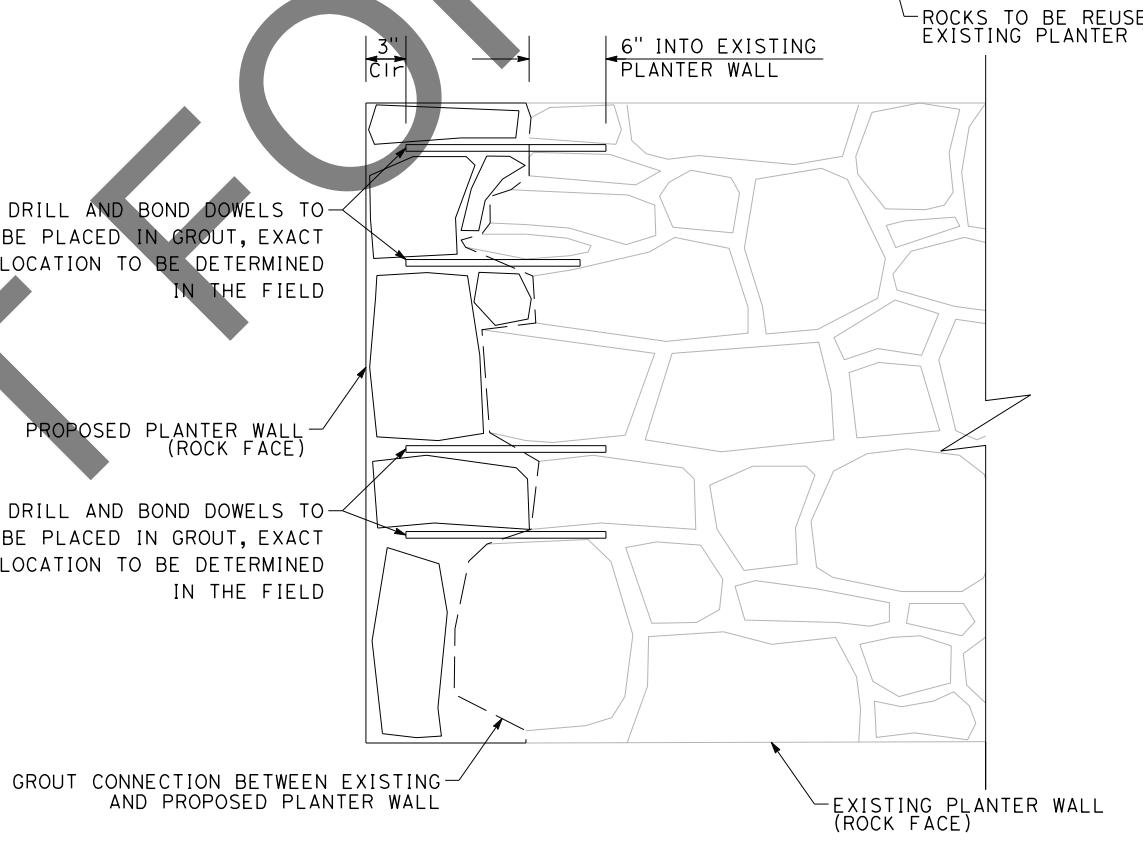 ROCKS TO BE REUSE
EXISTING PLANTER
3"
Clr
6" INTO EXISTING
PLANTER WALL
DRILL AND BOND DOWELS TO
BE PLACED IN GROUT, EXACT
LOCATION TO BE DETERMINED
IN THE FIELD
PROPOSED PLANTER WALL
(ROCK FACE)
DRILL AND BOND DOWELS TO
BE PLACED IN GROUT, EXACT
LOCATION TO BE DETERMINED
IN THE FIELD
GROUT CONNECTION BETWEEN EXISTING
AND PROPOSED PLANTER WALL
EXISTING PLANTER WALL
(ROCK FACE)
T FO